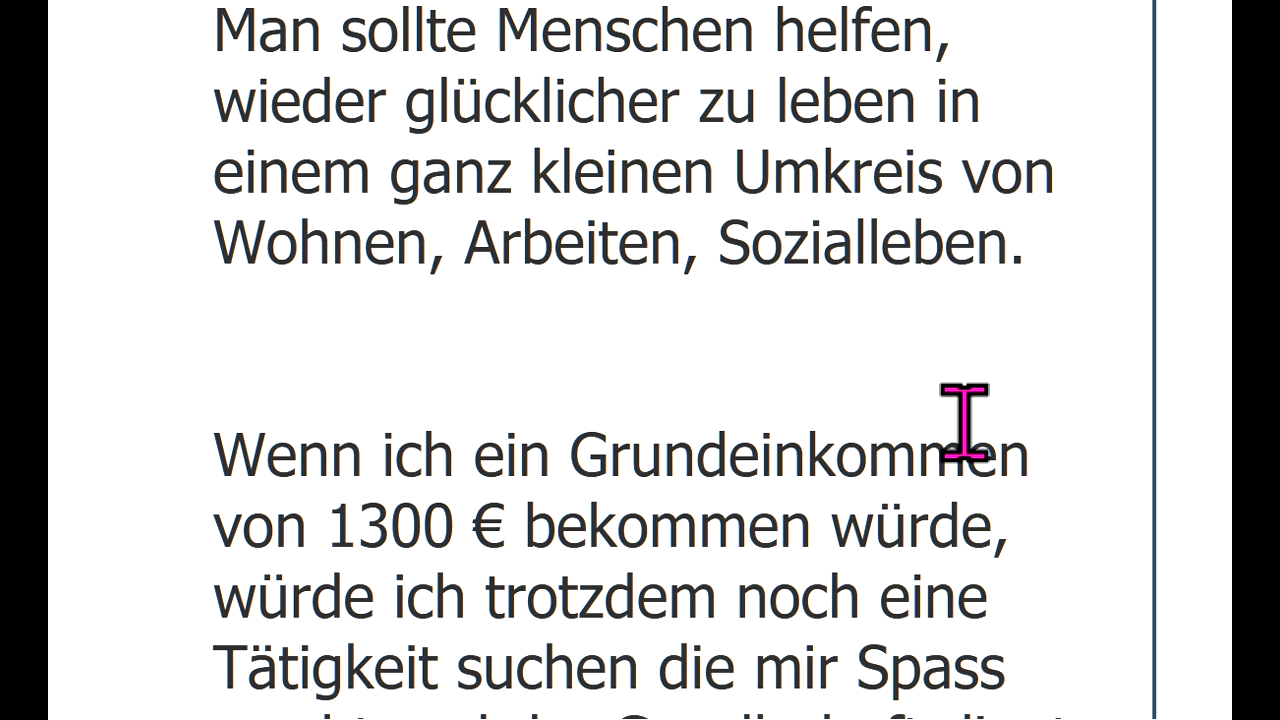 Man sollte Menschen helfen,
wieder glücklicher zu leben in
einem ganz kleinen Umkreis von
Wohnen, Arbeiten, Sozialleben.
Wenn ich ein Grundeinkommen
von 1300 € bekommen würde,
würde ich trotzdem noch eine
Tätigkeit suchen die mir Spass